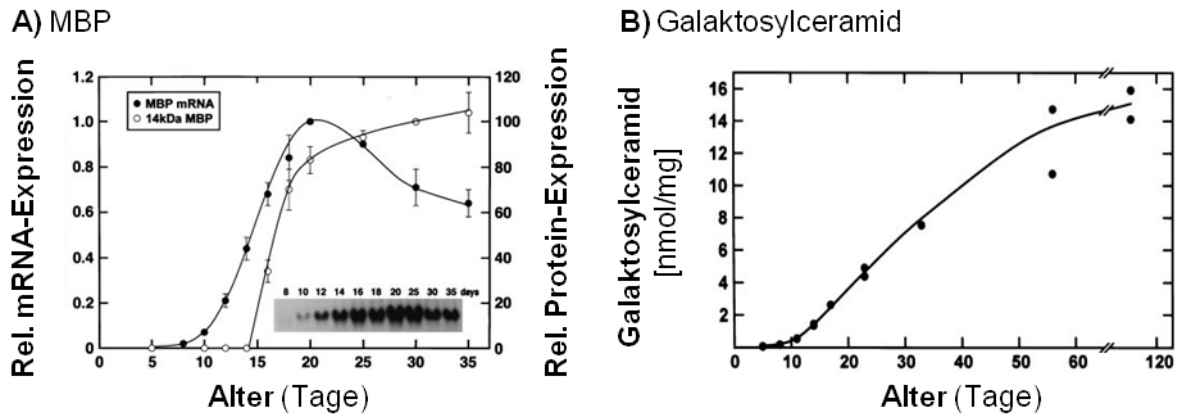 A) MBP
Rel. mRNA-Expression
1.2
1.0
0.8
0.6
0.4
0.2
0
MBP mRNA
14kDa MBP
8 10 12 14 16 18 20 25 30 35 days
120
100
80
60
40
20
0
Rel. Protein-Expression
0 5 10 15 20 25 30 35
Alter (Tage)
B) Galaktosylceramid
Galaktosylceramid
[nmol/mg]
16
14
12
10
8
6
4
2
0 10 20 30 40 50 60 120
Alter (Tage)